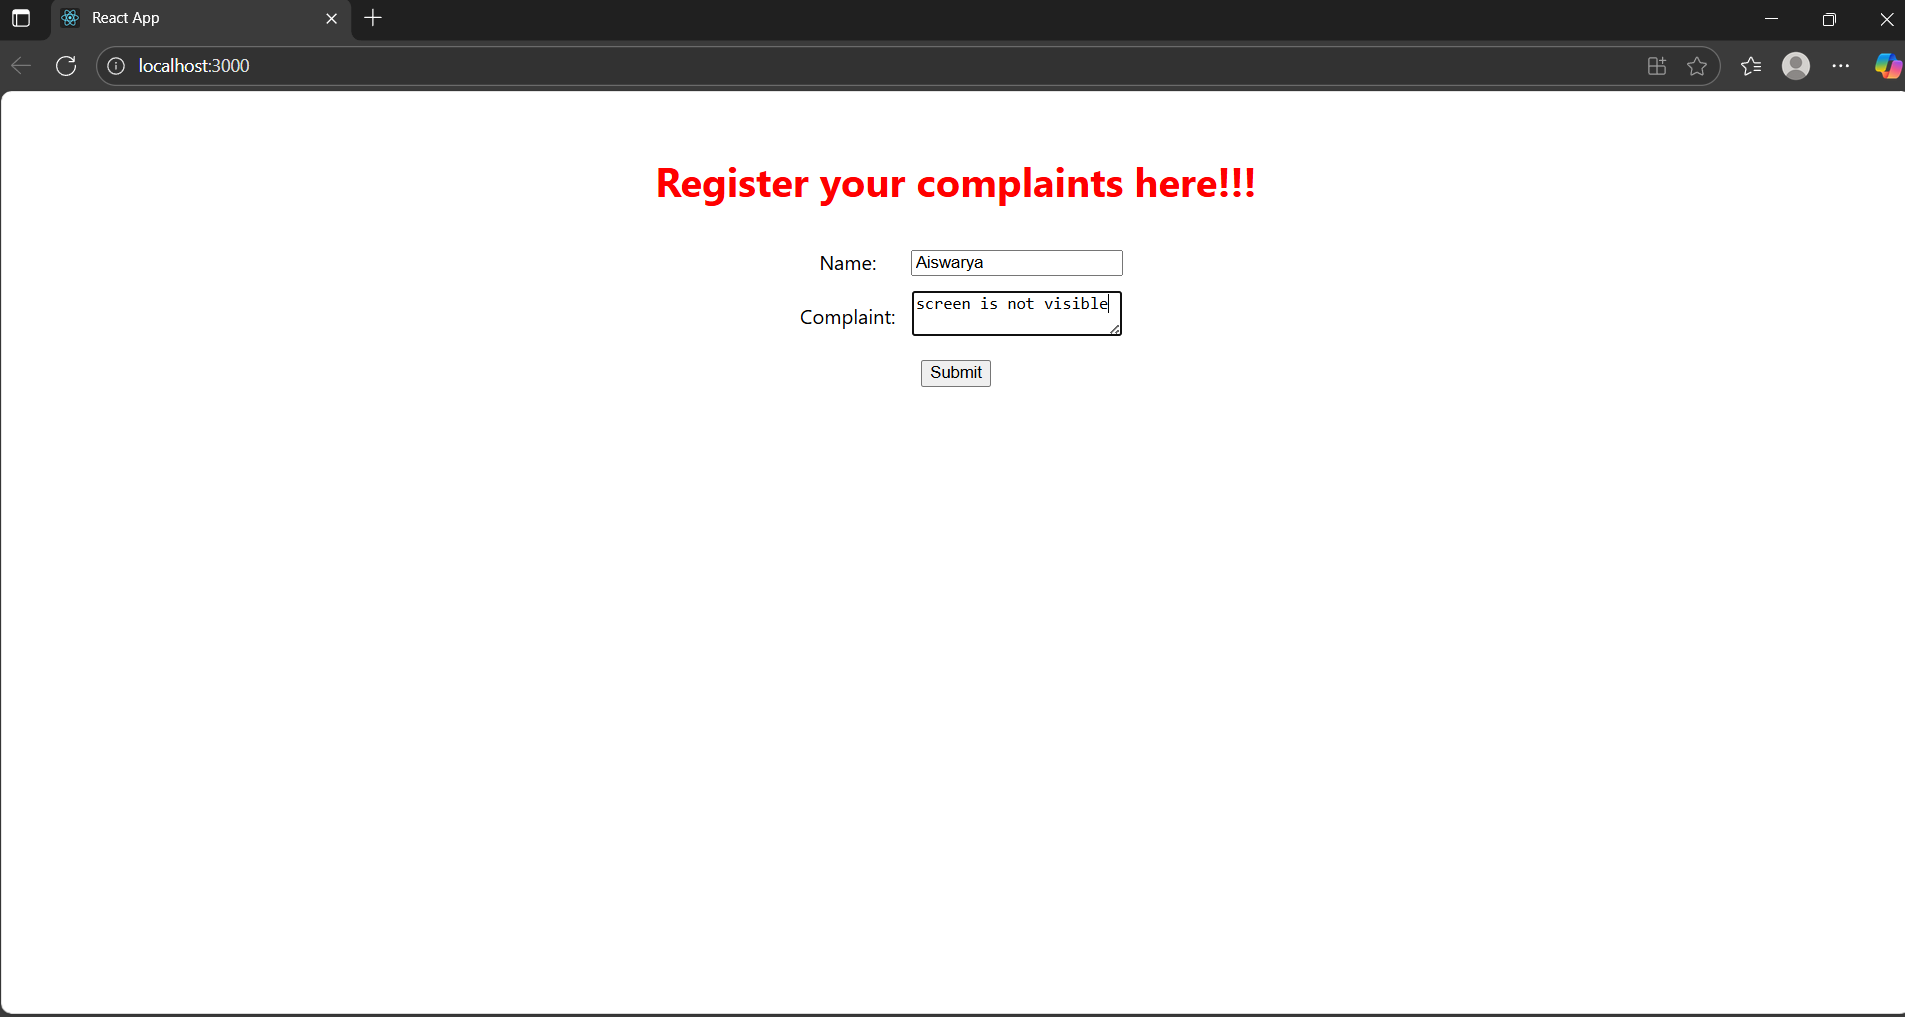 React App
localhost:3000
Register your complaints here!!!
Name: Aiswarya
Complaint: screen is not visible
Submit